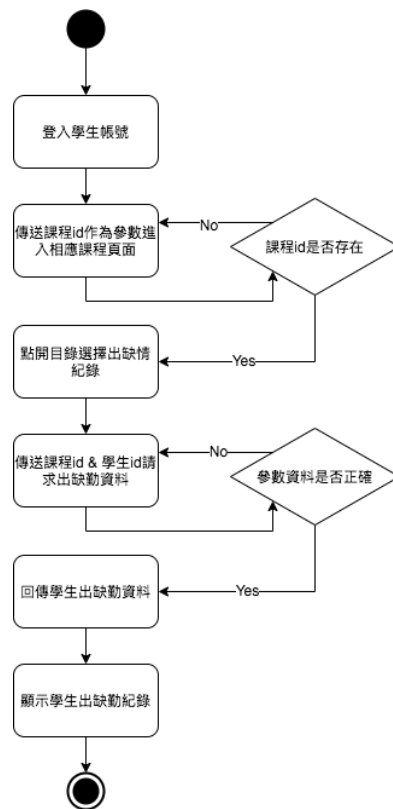 登入學生帳號
傳送課程id作為參數進
入相應課程頁面
No
課程id是否存在
點開目錄選擇出缺情
紀錄
Yes
傳送課程id & 學生id請
求出缺勤資料
No
參數資料是否正確
回傳學生出缺勤資料
Yes
顯示學生出缺勤紀錄